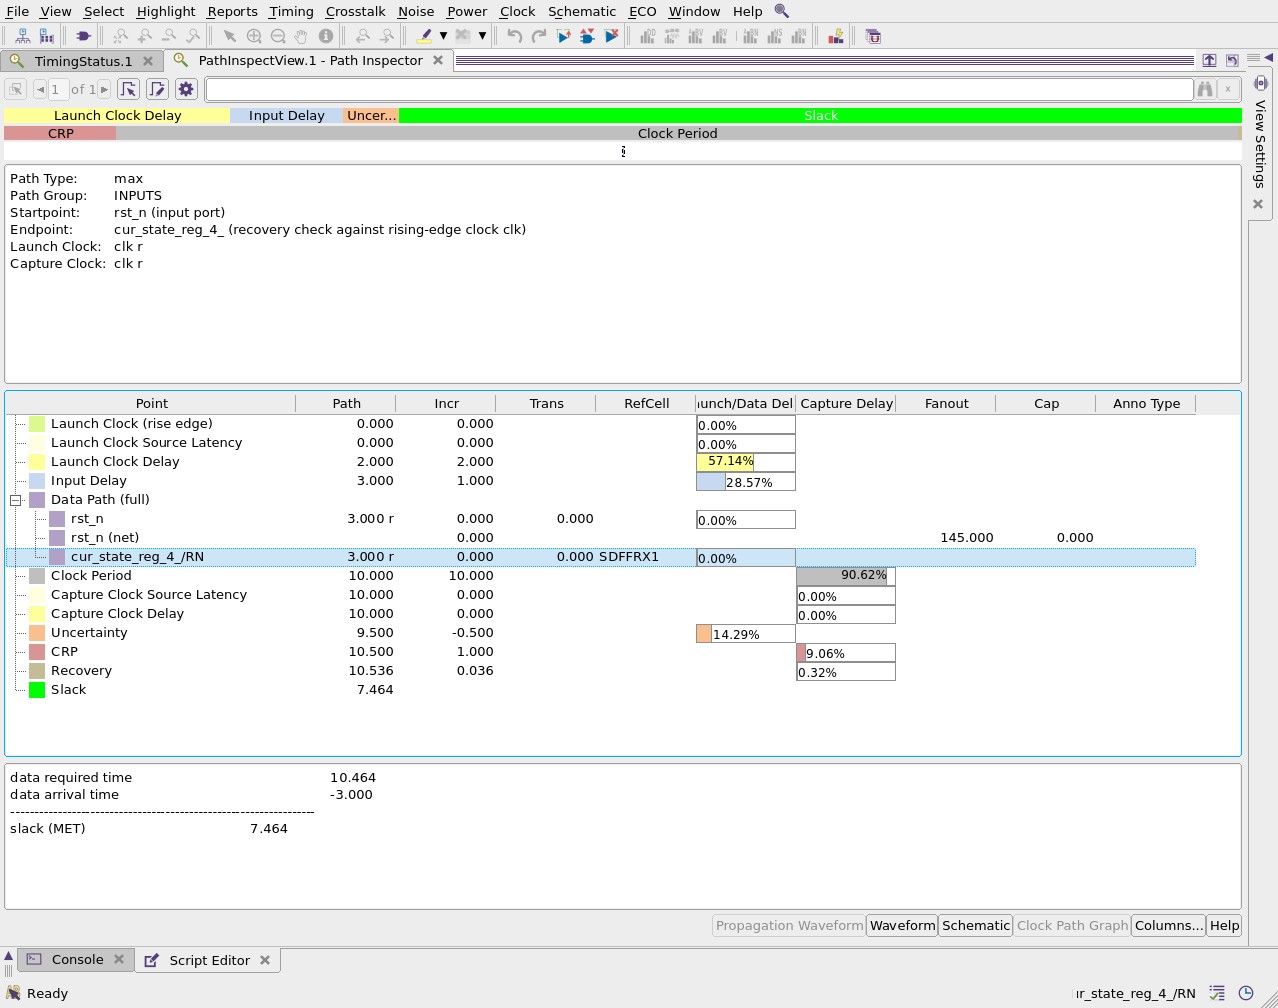 File View Select Highlight Reports Timing Crosstalk Noise Power Clock Schematic ECO Window Help
TimingStatus.1 PathInspectView.1 - Path Inspector
1 of 1
Launch Clock Delay Input Delay Uncer... Slack
CRP Clock Period
View Settings
Path Type: max
Path Group: INPUTS
Startpoint: rst_n (input port)
Endpoint: cur_state_reg_4_ (recovery check against rising-edge clock clk)
Launch Clock: clk r
Capture Clock: clk r
Point Path Incr Trans RefCell unch/Data Del Capture Delay Fanout Cap Anno Type
Launch Clock (rise edge) 0.000 0.000 0.00%
Launch Clock Source Latency 0.000 0.000 0.00%
Launch Clock Delay 2.000 2.000 57.14%
Input Delay 3.000 1.000 28.57%
Data Path (full)
rst_n 3.000 r 0.000 0.000 0.00%
rst_n (net) 0.000 145.000 0.000
cur_state_reg_4_/RN 3.000 r 0.000 0.000 SDFFRX1 0.00%
Clock Period 10.000 10.000 90.62%
Capture Clock Source Latency 10.000 0.000 0.00%
Capture Clock Delay 10.000 0.000 0.00%
Uncertainty 9.500 -0.500 14.29%
CRP 10.500 1.000 9.06%
Recovery 10.536 0.036 0.32%
Slack 7.464
data required time 10.464
data arrival time -3.000
--------------------------------------------------------------
slack (MET) 7.464
Propagation Waveform Waveform Schematic Clock Path Graph Columns... Help
Console Script Editor
Ready ur_state_reg_4_/RN